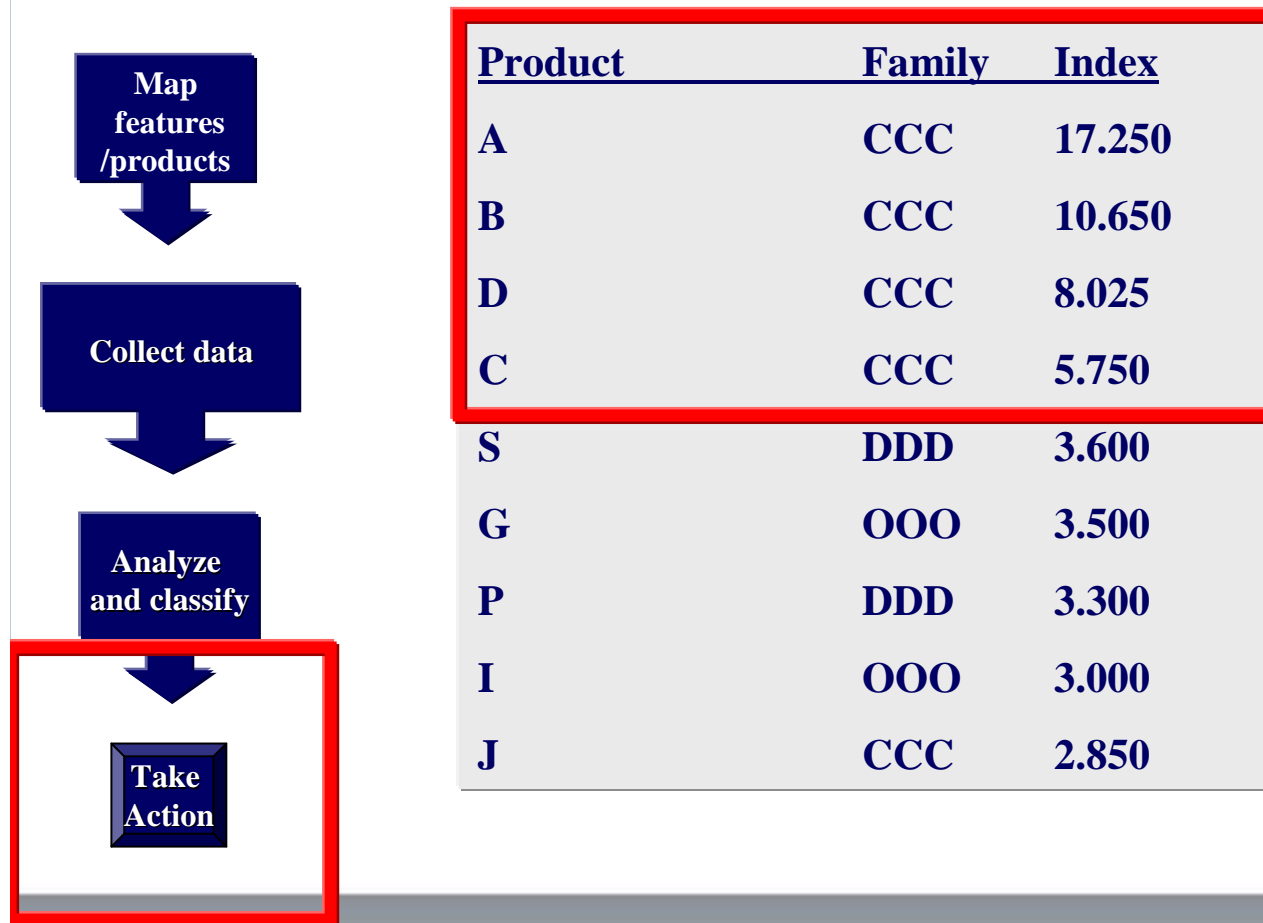 Map
features
/products
Collect data
Analyze
and classify
Take
Action
Product Family Index
A CCC 17.250
B CCC 10.650
D CCC 8.025
C CCC 5.750
S DDD 3.600
G OOO 3.500
P DDD 3.300
I OOO 3.000
J CCC 2.850